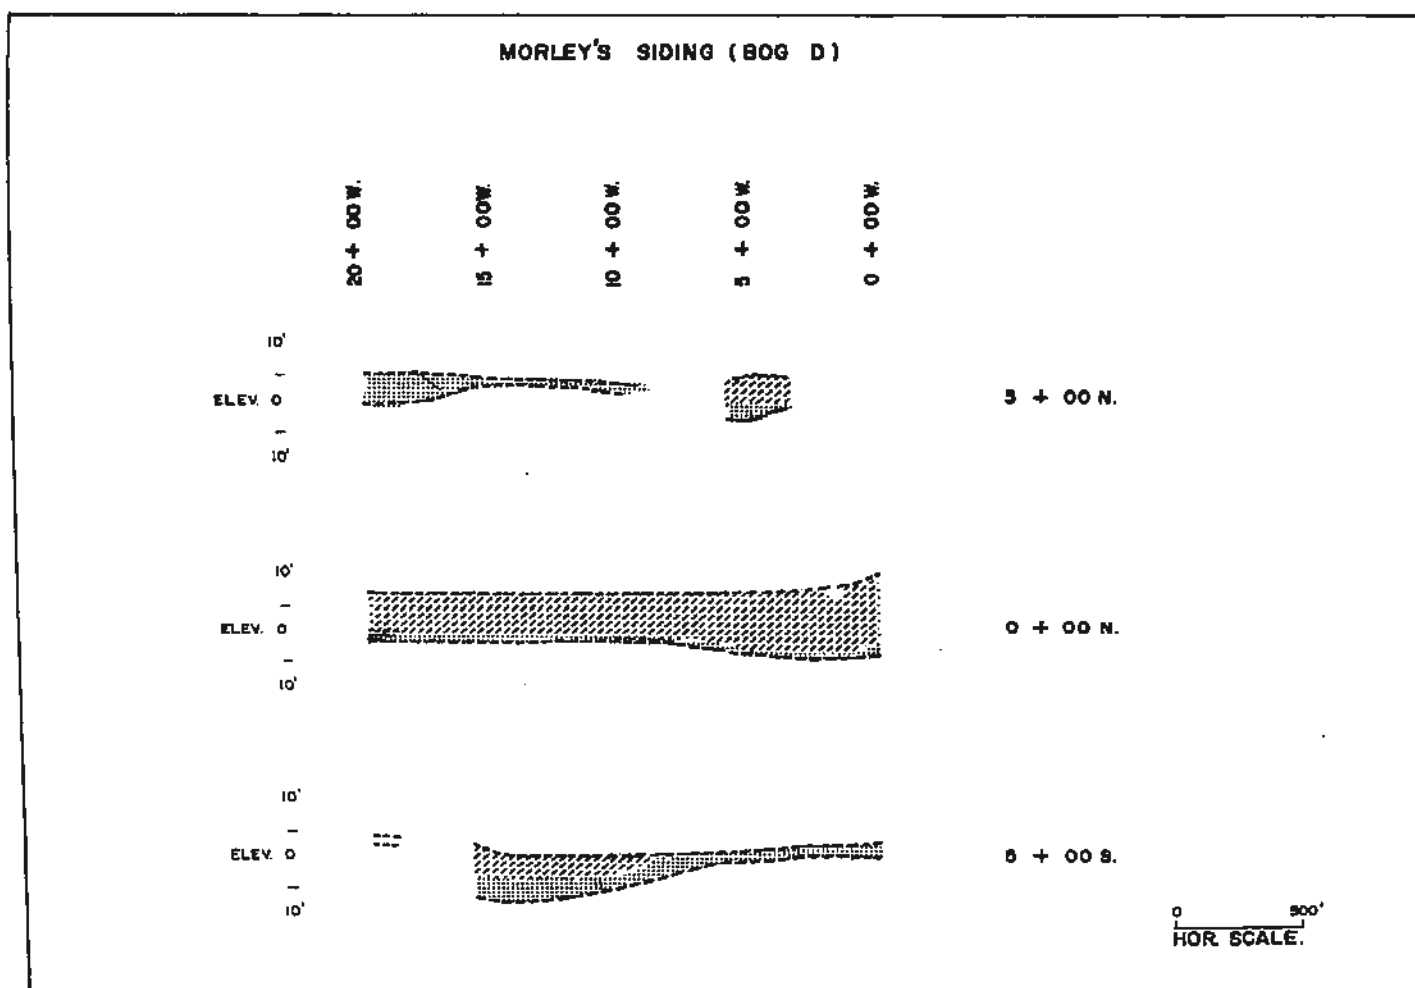 MORLEY'S SIDING (BOG D)
20 + 00 W.
15 + 00W.
10 + 00 W.
5 + 00 W.
0 + 00 W.
10'
ELEV. 0
10'
5 + 00 N.
10'
ELEV. 0
10'
0 + 00 N.
10'
ELEV. 0
10'
5 + 00 S.
0 500'
HOR. SCALE.